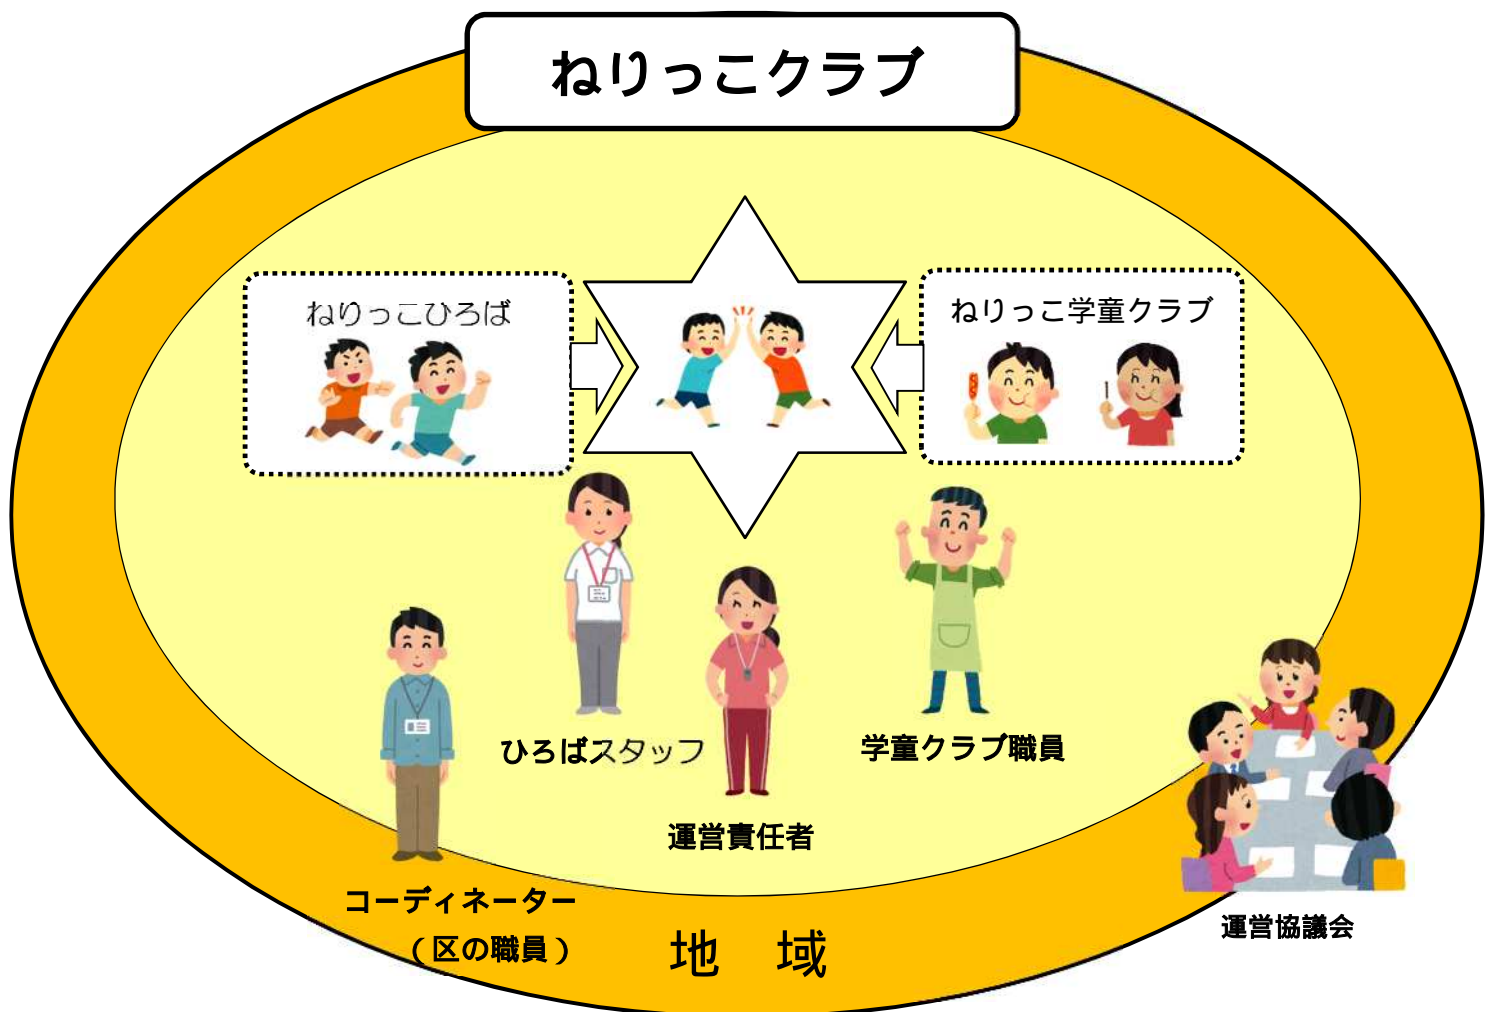 ねりっこクラブ
ねりっこひろば
ねりっこ学童クラブ
ひろばスタッフ
学童クラブ職員
運営責任者
コーディネーター
（区の職員）
地　域
運営協議会